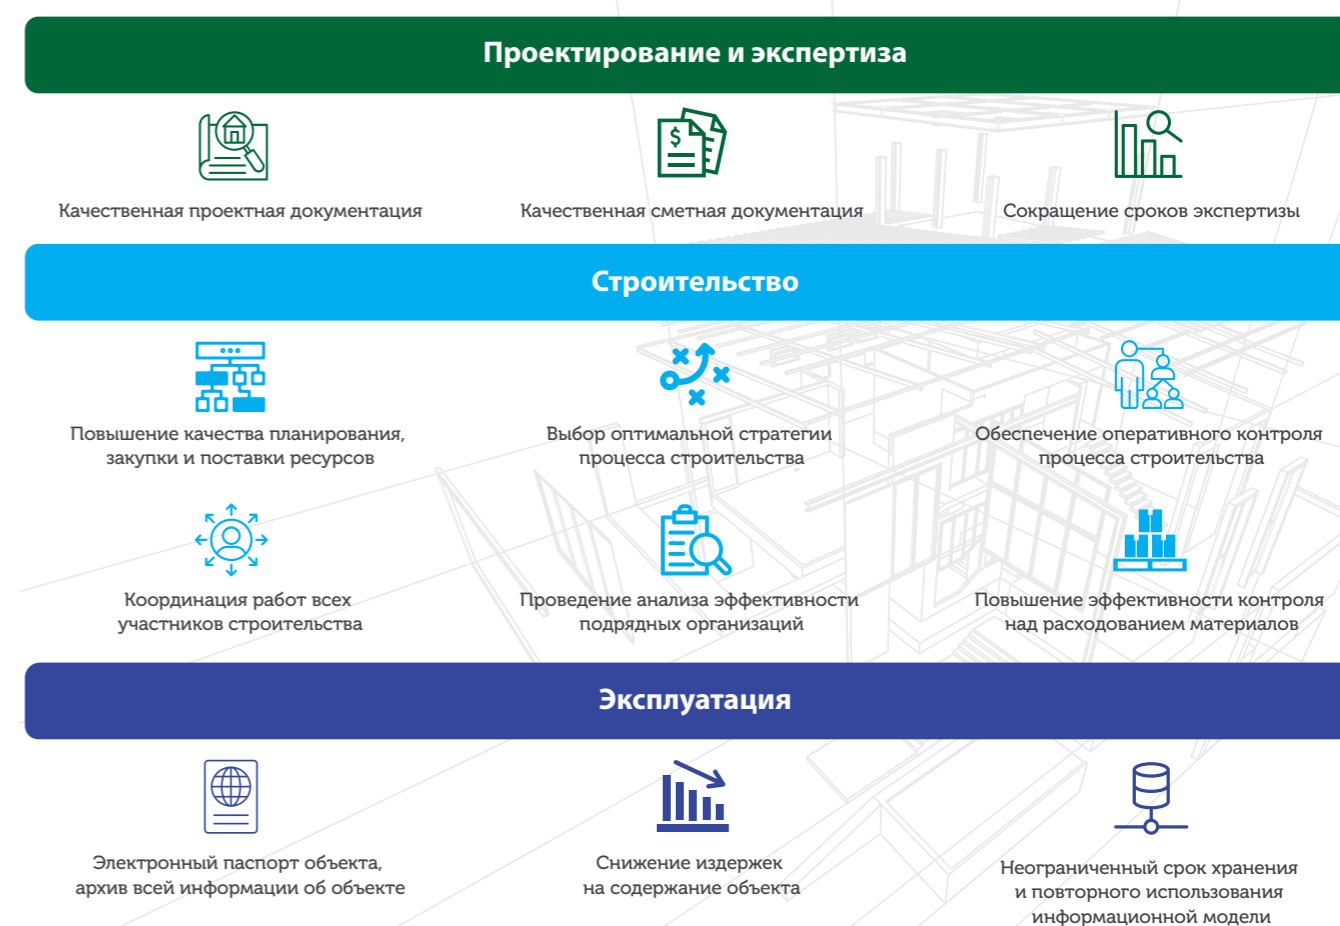 Проектирование и экспертиза
$
Качественная проектная документация
Качественная сметная документация
Сокращение сроков экспертизы
Строительство
Повышение качества планирования,
закупки и поставки ресурсов
Выбор оптимальной стратегии
процесса строительства
Обеспечение оперативного контроля
процесса строительства
Координация работ всех
участников строительства
Проведение анализа эффективности
подрядных организаций
Повышение эффективности контроля
над расходованием материалов
Эксплуатация
Электронный паспорт объекта,
архив всей информации об объекте
Снижение издержек
на содержание объекта
Неограниченный срок хранения
и повторного использования
информационной модели